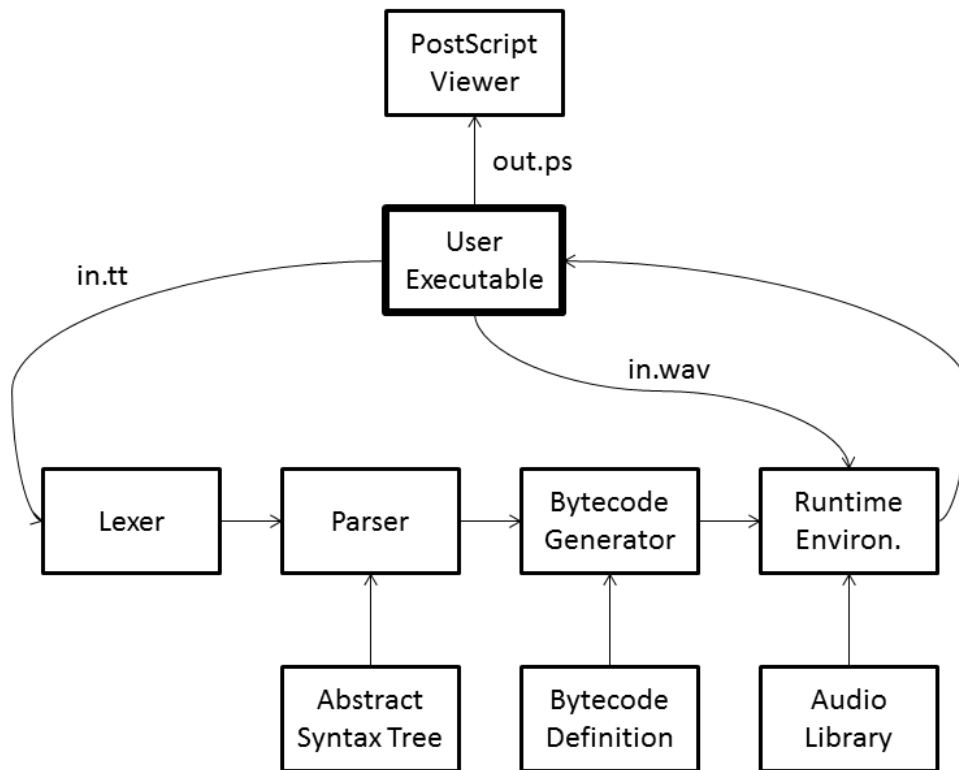 PostScript
Viewer
out.ps
User
Executable
in.tt
in.wav
Lexer
Parser
Bytecode
Generator
Runtime
Environ.
Abstract
Syntax Tree
Bytecode
Definition
Audio
Library